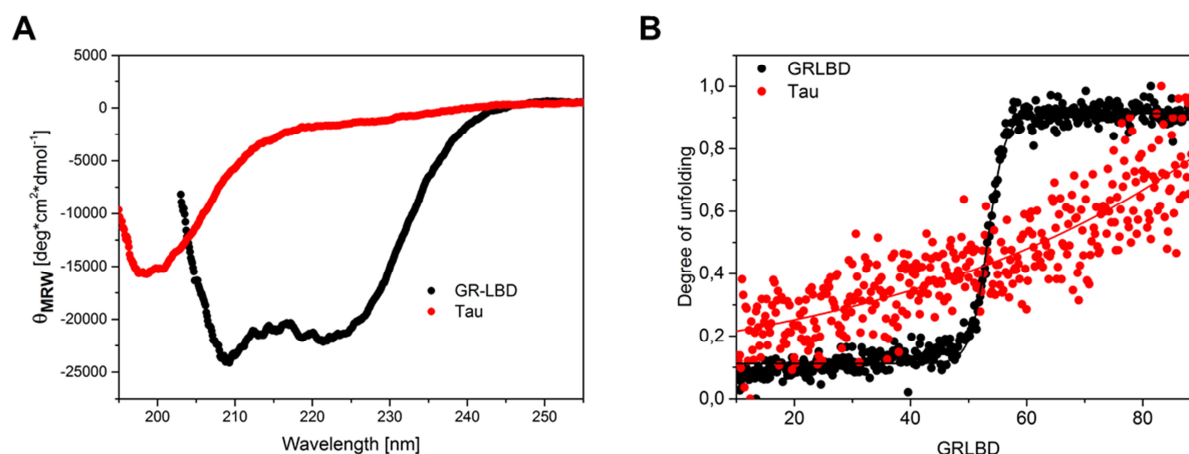 A
5000
0
-5000
-10000
-15000
-20000
-25000
θMRW [deg*cm²*dmol⁻¹]
GR-LBD
Tau
200
210
220
230
240
250
Wavelength [nm]
B
GRLBD
Tau
1,0
0,8
0,6
0,4
0,2
0,0
Degree of unfolding
20
40
60
80
GRLBD